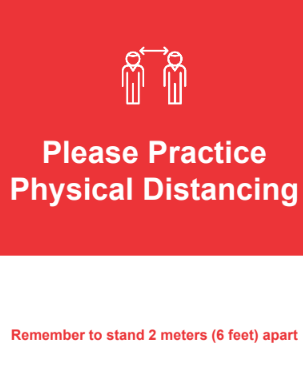 Please Practice
Physical Distancing
Remember to stand 2 meters (6 feet) apart